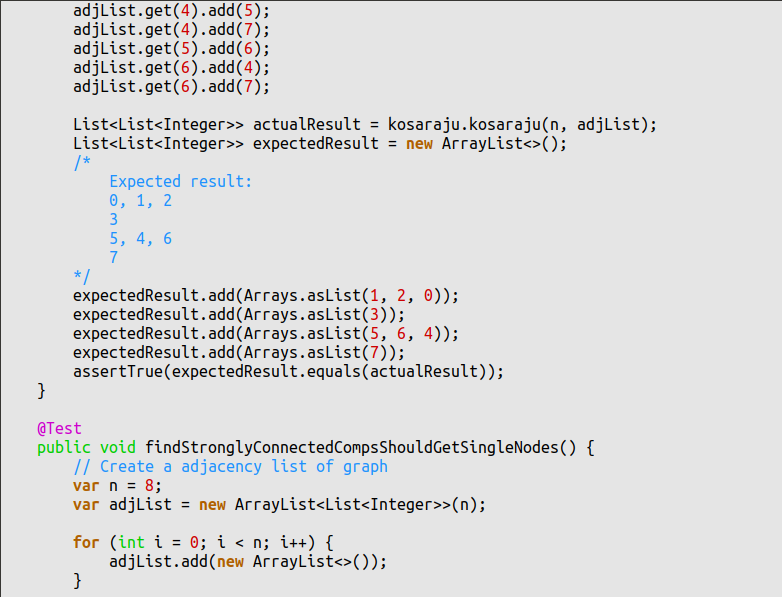 adjList.get(4).add(5);
adjList.get(4).add(7);
adjList.get(5).add(6);
adjList.get(6).add(4);
adjList.get(6).add(7);
List<List<Integer>> actualResult = kosaraju.kosaraju(n, adjList);
List<List<Integer>> expectedResult = new ArrayList<>();
/*
Expected result:
0, 1, 2
3
5, 4, 6
7
*/
expectedResult.add(Arrays.asList(1, 2, 0));
expectedResult.add(Arrays.asList(3));
expectedResult.add(Arrays.asList(5, 6, 4));
expectedResult.add(Arrays.asList(7));
assertTrue(expectedResult.equals(actualResult));
}
@Test
public void findStronglyConnectedCompsShouldGetSingleNodes() {
// Create a adjacency list of graph
var n = 8;
var adjList = new ArrayList<List<Integer>>(n);
for (int i = 0; i < n; i++) {
adjList.add(new ArrayList<>());
}